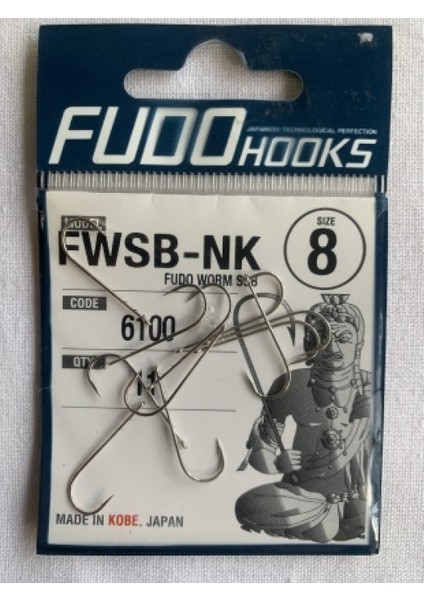 FUDO HOOKS
JAPANESE TECHNOLOGICAL PERFECTION
MODEL
FWSB-NK
FUDO WORM
SIZE
8
CODE
6100
QTY
11
MADE IN KOBE, JAPAN